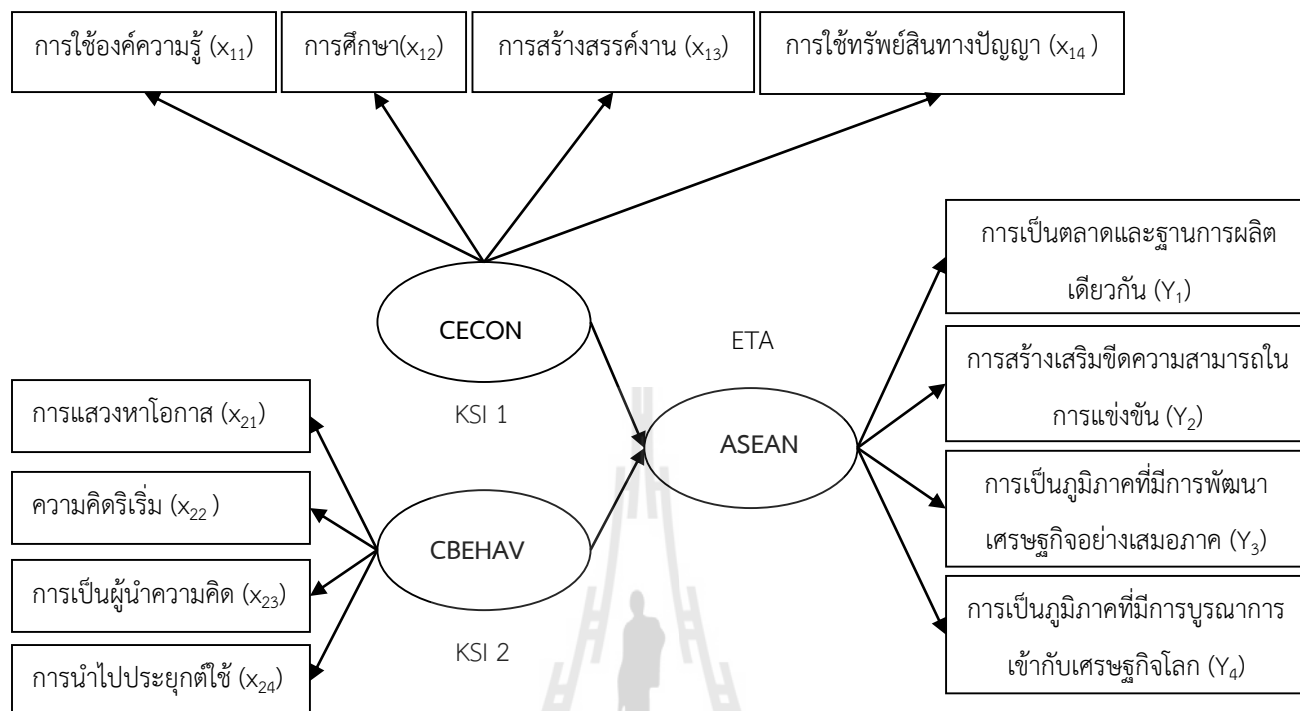 การใช้องค์ความรู้ (x₁₁)
การศึกษา(x₁₂)
การสร้างสรรค์งาน (x₁₃)
การใช้ทรัพย์สินทางปัญญา (x₁₄ )
การเป็นตลาดและฐานการผลิต
เดียวกัน (Y₁)
CECON
ETA
KSI 1
การสร้างเสริมขีดความสามารถใน
การแข่งขัน (Y₂)
การแสวงหาโอกาส (x₂₁)
ASEAN
ความคิดริเริ่ม (x₂₂ )
การเป็นภูมิภาคที่มีการพัฒนา
เศรษฐกิจอย่างเสมอภาค (Y₃)
CBEHAV
การเป็นผู้นำความคิด (x₂₃)
การเป็นภูมิภาคที่มีการบูรณาการ
เข้ากับเศรษฐกิจโลก (Y₄)
KSI 2
การนำไปประยุกต์ใช้ (x₂₄)